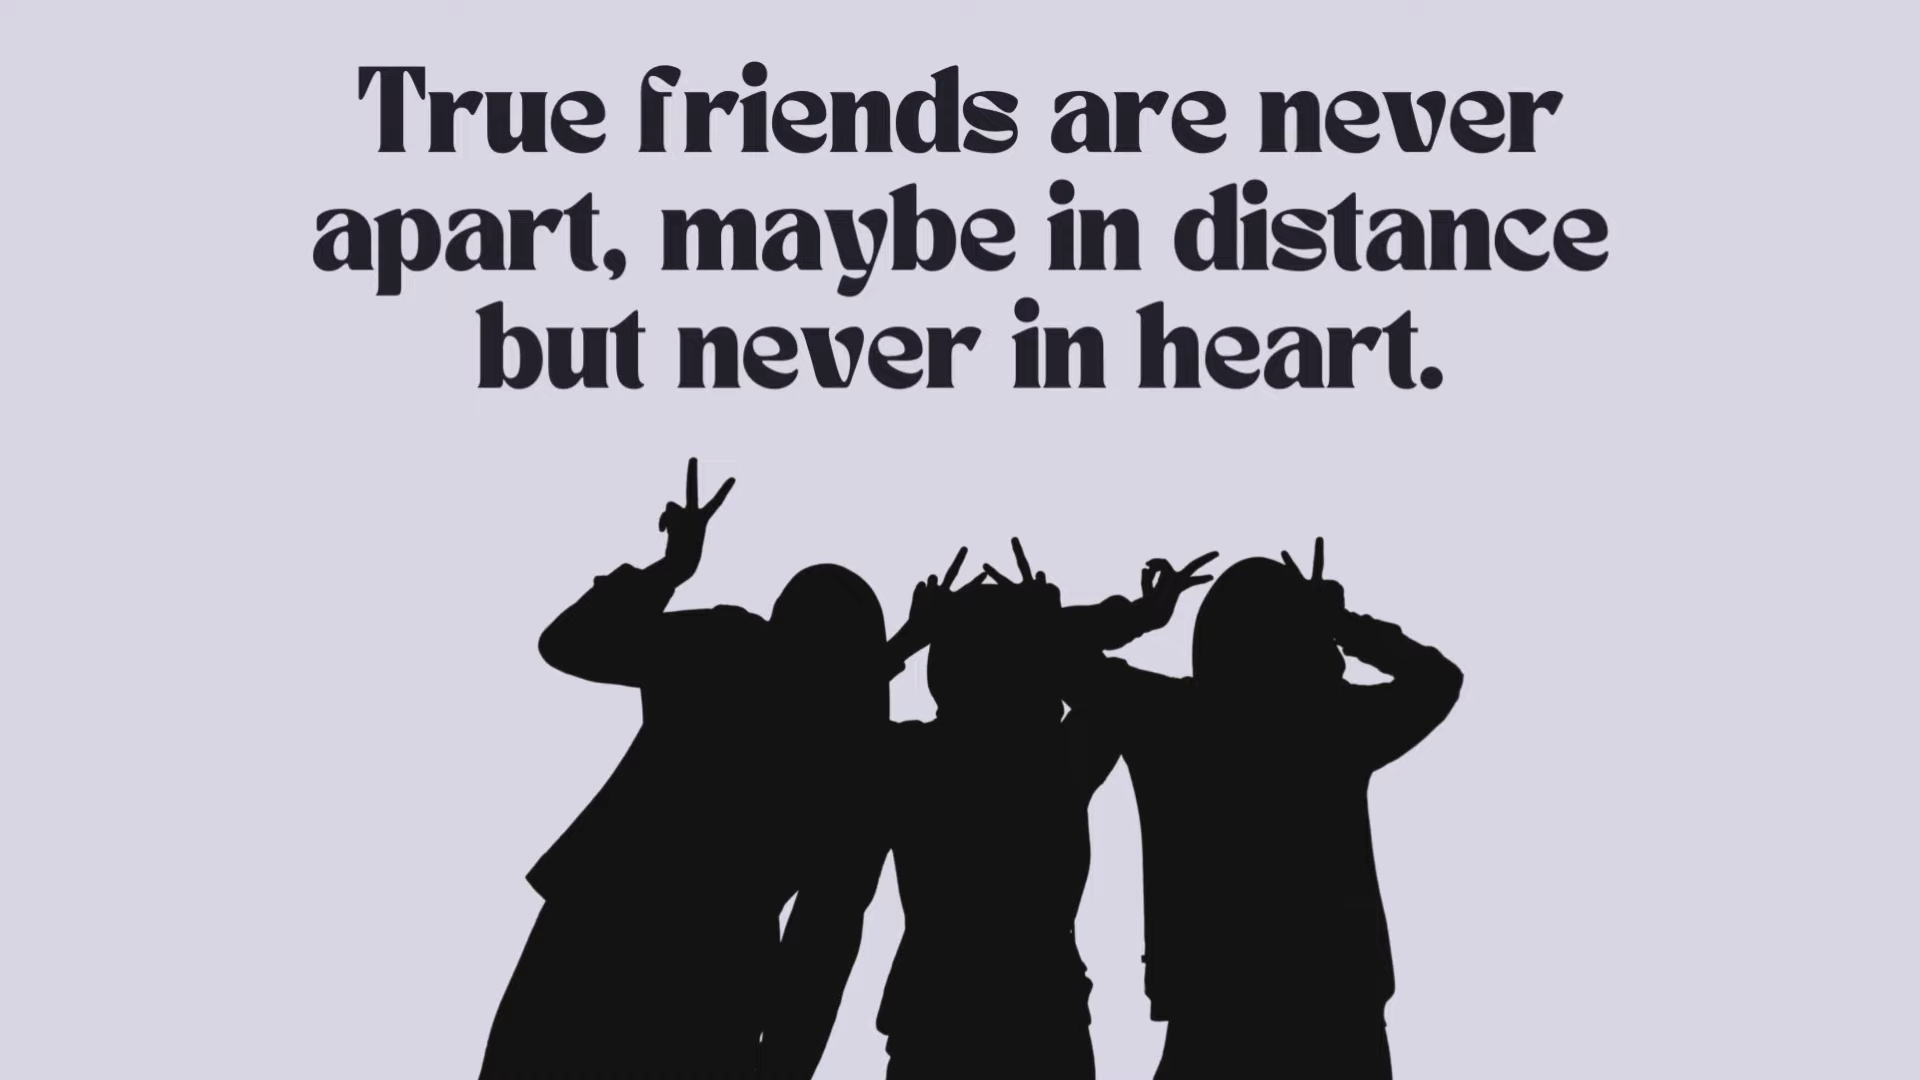 True friends are never
apart, maybe in distance
but never in heart.